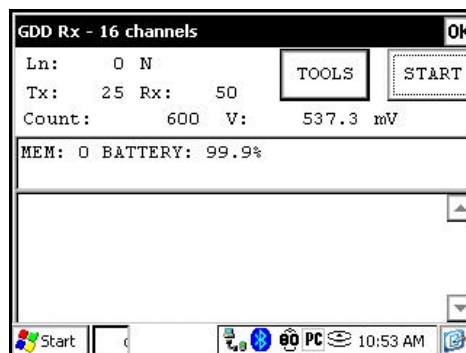 GDD Rx - 16 channels OK
Ln: 0 N
TOOLS START
Tx: 25 Rx: 50
Count: 600 V: 537.3 mV
MEM: 0 BATTERY: 99.9%
Start PC 10:53 AM